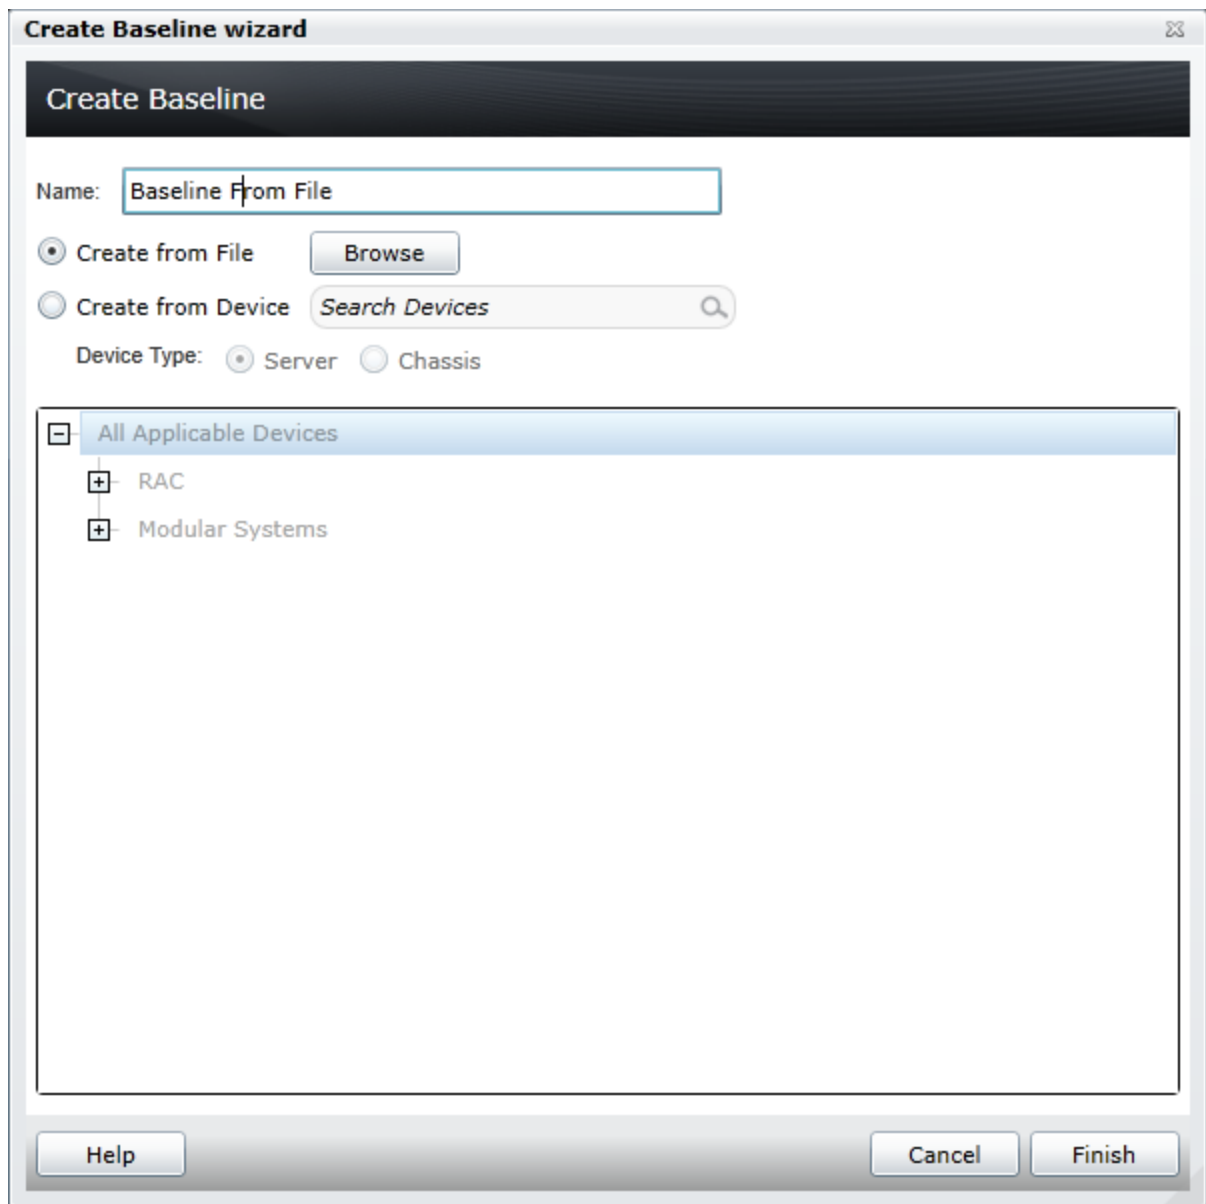 Create Baseline wizard
Create Baseline
Name: Baseline From File
Create from File Browse
Create from Device Search Devices
Device Type: Server Chassis
All Applicable Devices
RAC
Modular Systems
Help Cancel Finish